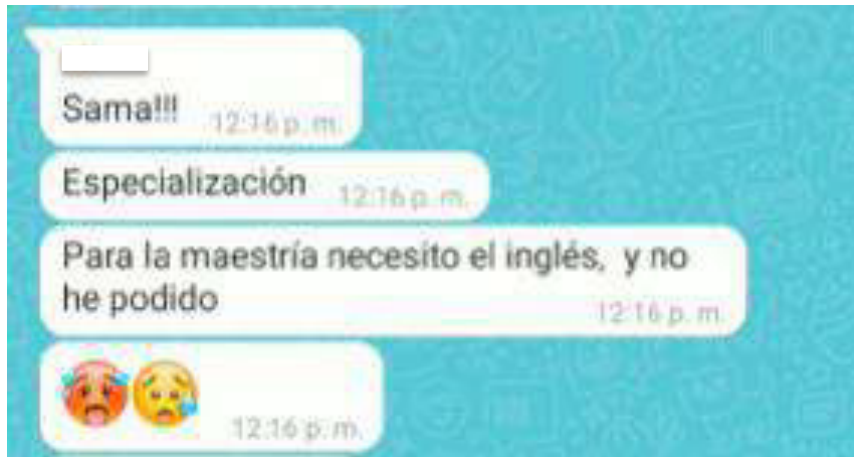 Sama!!! 12:16 p. m.
Especialización 12:16 p. m.
Para la maestría necesito el inglés, y no
he podido 12:16 p. m.
🥵😥 12:16 p. m.